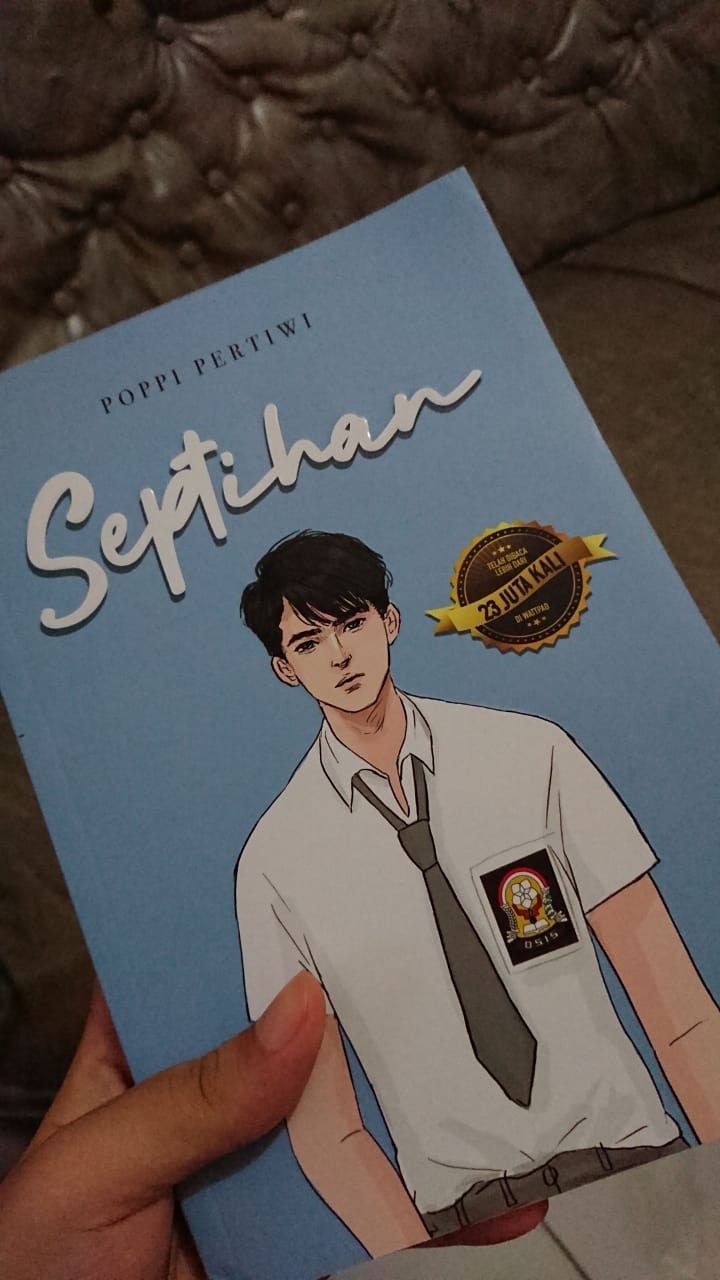 POPPI PERTIWI
Septihan
TELAH DIBACA
LEBIH DARI
23 JUTA KALI
DI WATTPAD
OSIS